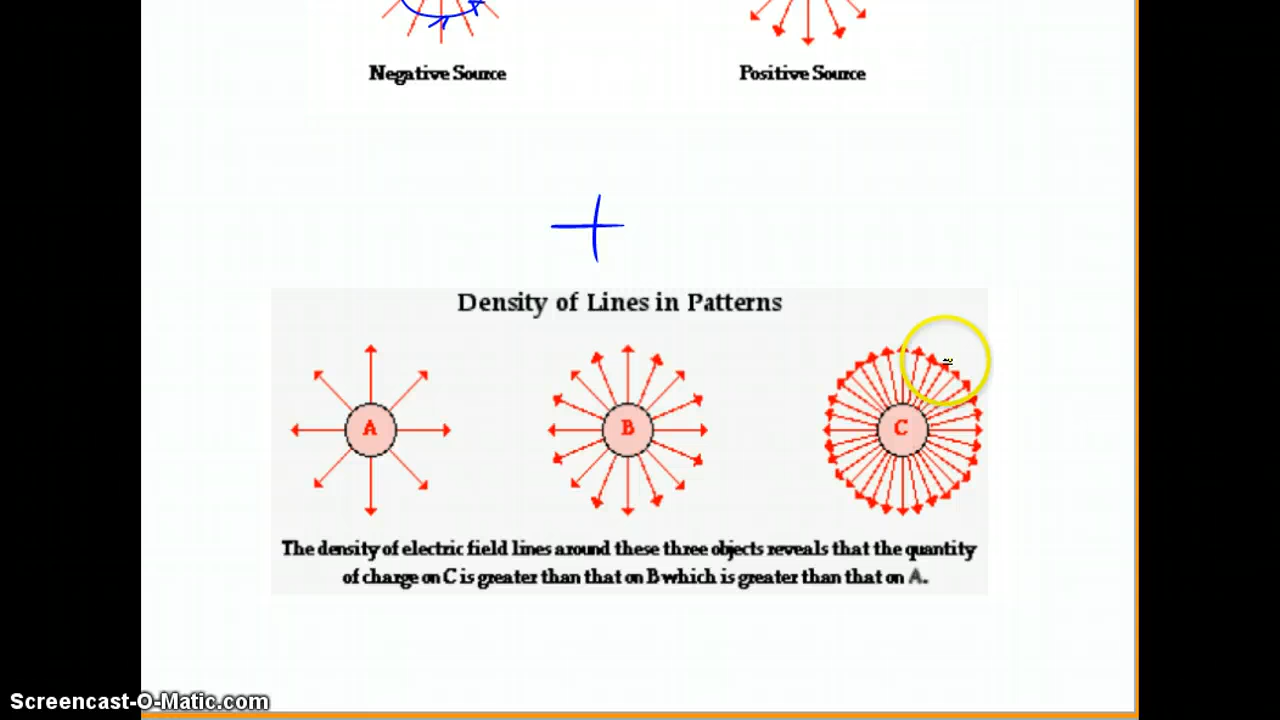 Negative Source
Positive Source
Density of Lines in Patterns
A
B
C
The density of electric field lines around these three objects reveals that the quantity
of charge on C is greater than that on B which is greater than that on A.
Screencast-O-Matic.com